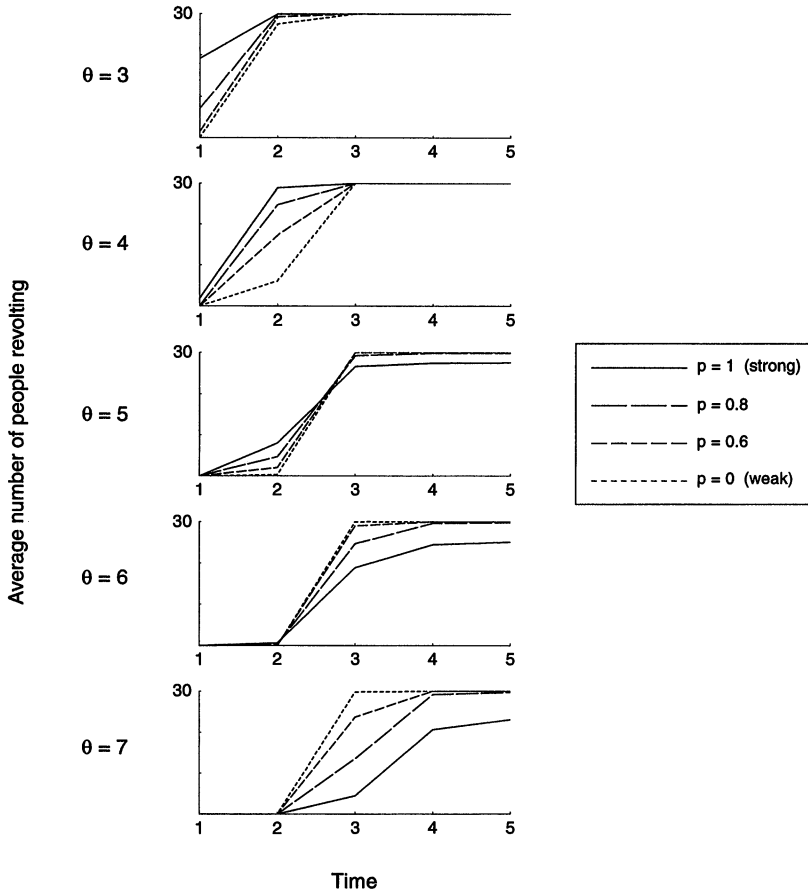 Average number of people revolting
θ = 3
30
1 2 3 4 5
θ = 4
30
1 2 3 4 5
θ = 5
30
1 2 3 4 5
θ = 6
30
1 2 3 4 5
θ = 7
30
1 2 3 4 5
Time
p = 1 (strong)
p = 0.8
p = 0.6
p = 0 (weak)